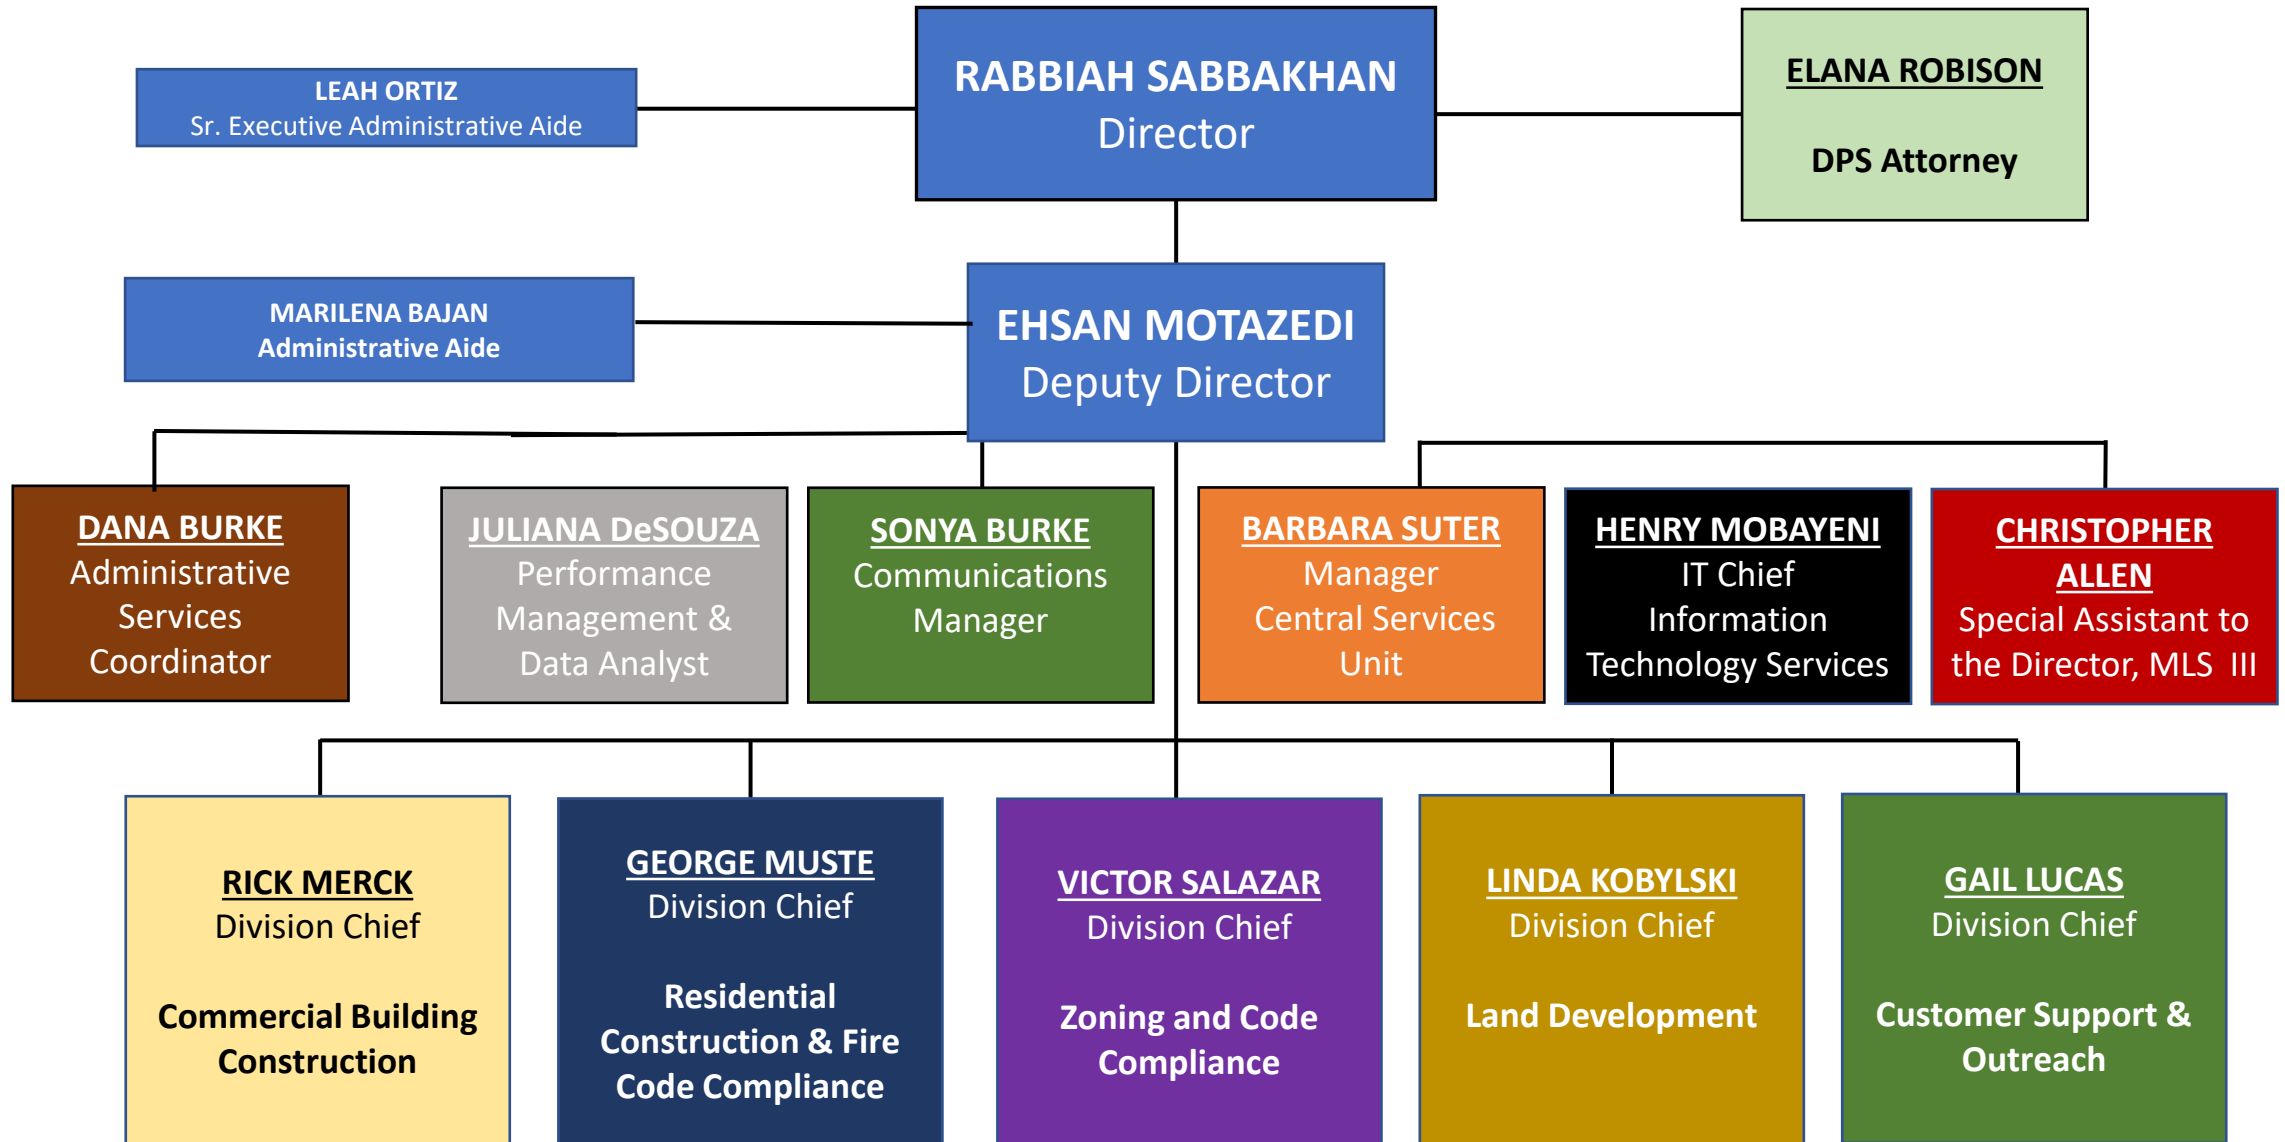 RABBIAH SABBAKHAN
Director
LEAH ORTIZ
Sr. Executive Administrative Aide
ELANA ROBISON
DPS Attorney
EHSAN MOTAZEDI
Deputy Director
MARILENA BAJAN
Administrative Aide
DANA BURKE
Administrative
Services
Coordinator
JULIANA DeSOUZA
Performance
Management &
Data Analyst
SONYA BURKE
Communications
Manager
BARBARA SUTER
Manager
Central Services
Unit
HENRY MOBAYENI
IT Chief
Information
Technology Services
CHRISTOPHER
ALLEN
Special Assistant to
the Director, MLS III
RICK MERCK
Division Chief
Commercial Building
Construction
GEORGE MUSTE
Division Chief
Residential
Construction & Fire
Code Compliance
VICTOR SALAZAR
Division Chief
Zoning and Code
Compliance
LINDA KOBYLSKI
Division Chief
Land Development
GAIL LUCAS
Division Chief
Customer Support &
Outreach